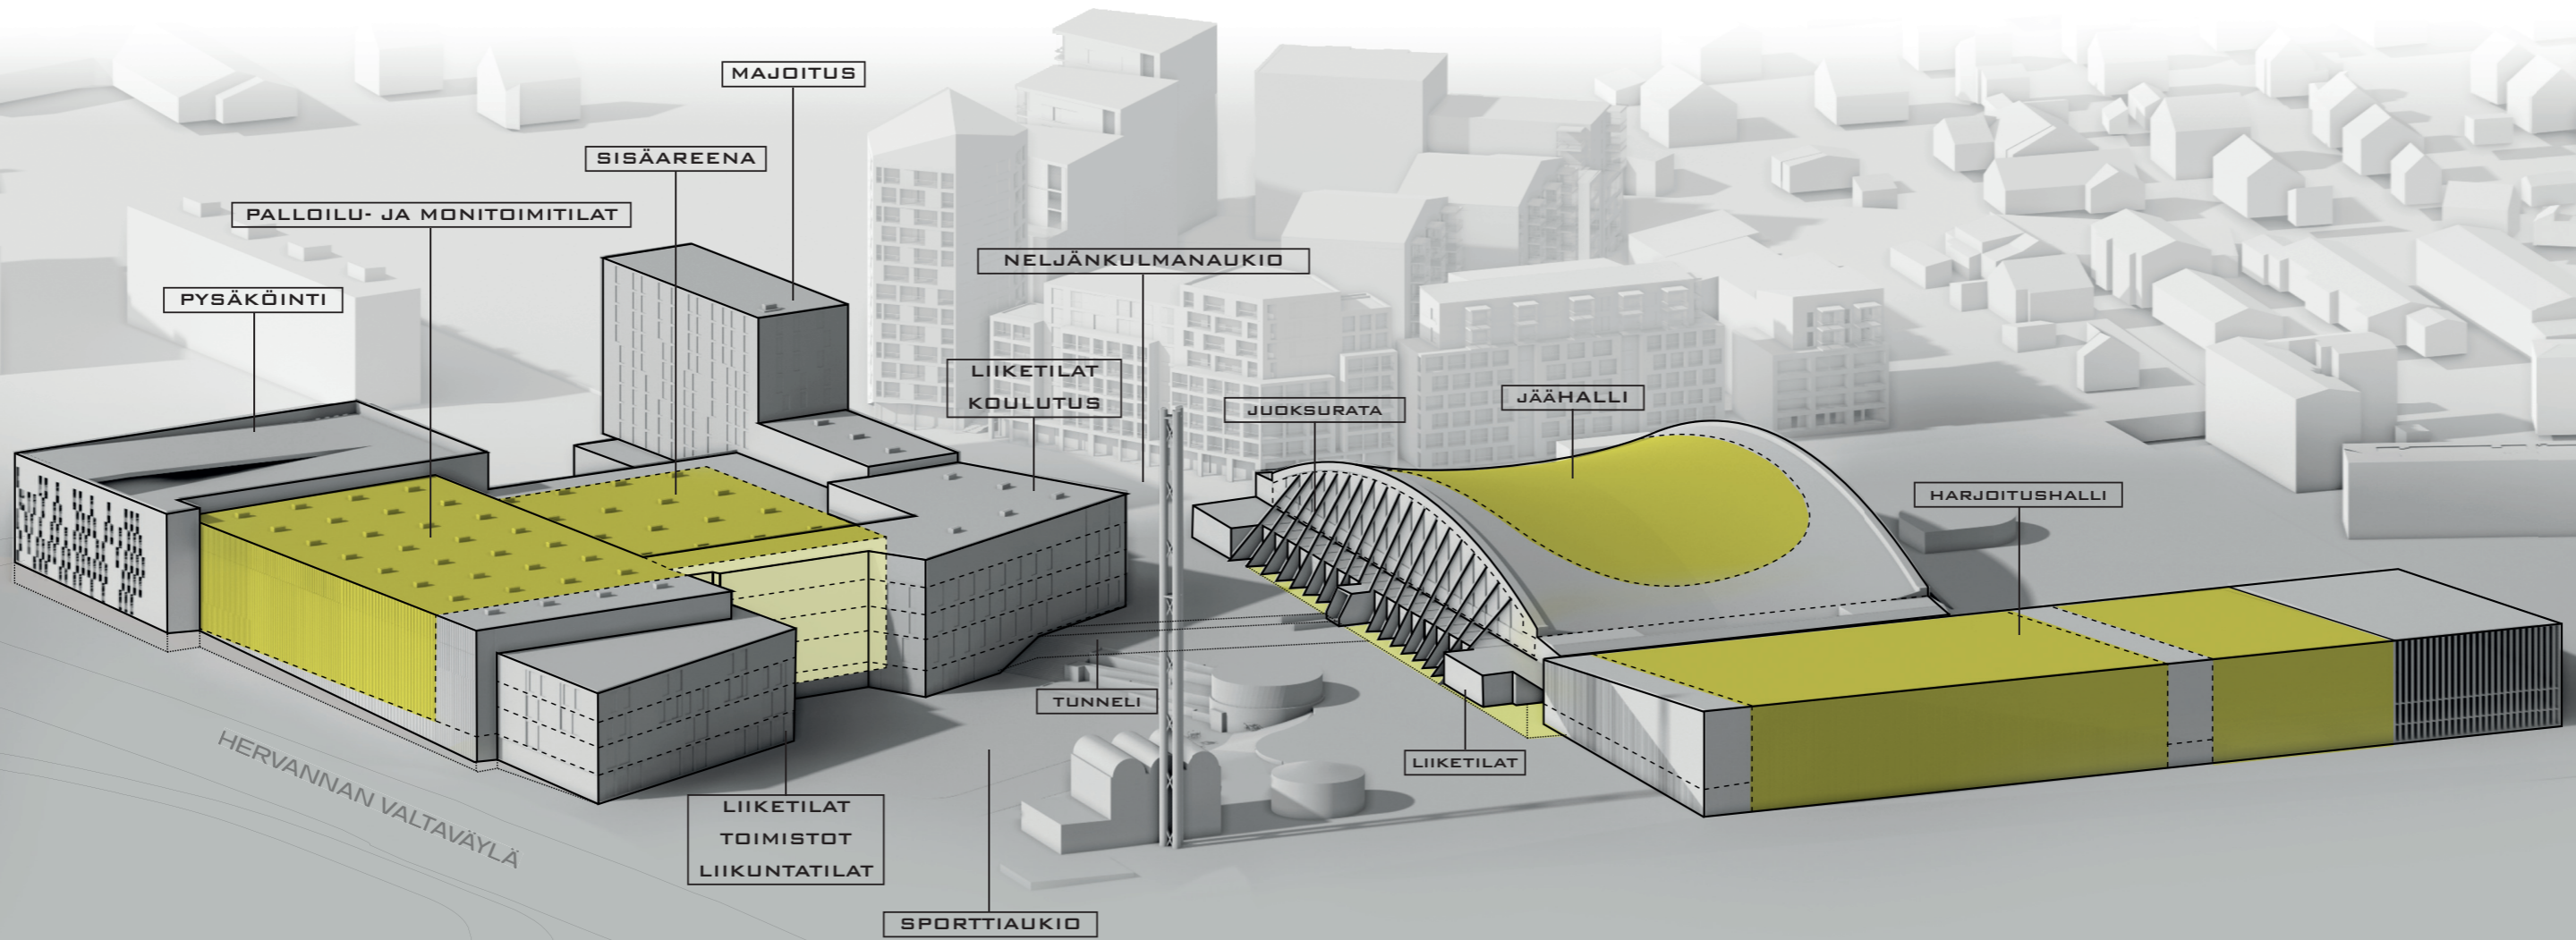 MAJOITUS
SISÄAREENA
PALLOILU- JA MONITOIMITILAT
NELJÄNKULMANAUKIO
PYSÄKÖINTI
LIIKETILAT
KOULUTUS
JUOKSURATA
JÄÄHALLI
HARJOITUSHALLI
TUNNELI
LIIKETILAT
HERVANNAN VALTAVÄYLÄ
LIIKETILAT
TOIMISTOT
LIIKUNTATILAT
SPORTTIAUKIO